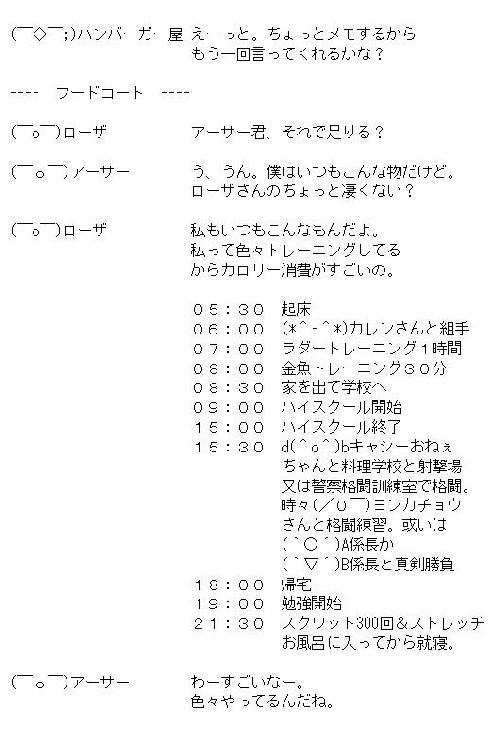 (￣◇￣;)ハンバーガー屋 えーっと。ちょっとメモするから
もう一回言ってくれるかな？
---- フードコート ----
(￣o￣)ローザ アーサー君、それで足りる？
(￣o￣)アーサー う、うん。僕はいつもこんな物だけど。
ローザさんのちょっと凄くない？
(￣o￣)ローザ 私もいつもこんなもんだよ。
私って色々トレーニングしてる
からカロリー消費がすごいの。
０５：３０ 起床
０６：００ (*^-^*)カレンさんと組手
０７：００ ラダートレーニング１時間
０８：００ 金魚トレーニング３０分
０８：３０ 家を出て学校へ
０９：００ ハイスクール開始
１５：００ ハイスクール終了
１５：３０ d(^o^)bキャシーおねぇ
ちゃんと料理学校と射撃場
又は警察格闘訓練室で格闘。
時々(／０￣)ミンカチョウ
さんと格闘練習。或いは
(^○^)A係長か
(^▽^)B係長と真剣勝負
１８：００ 帰宅
１９：００ 勉強開始
２１：３０ スクワット300回＆ストレッチ
お風呂に入ってから就寝。
(￣o￣)アーサー わーすごいなー。
色々やってるんだね。